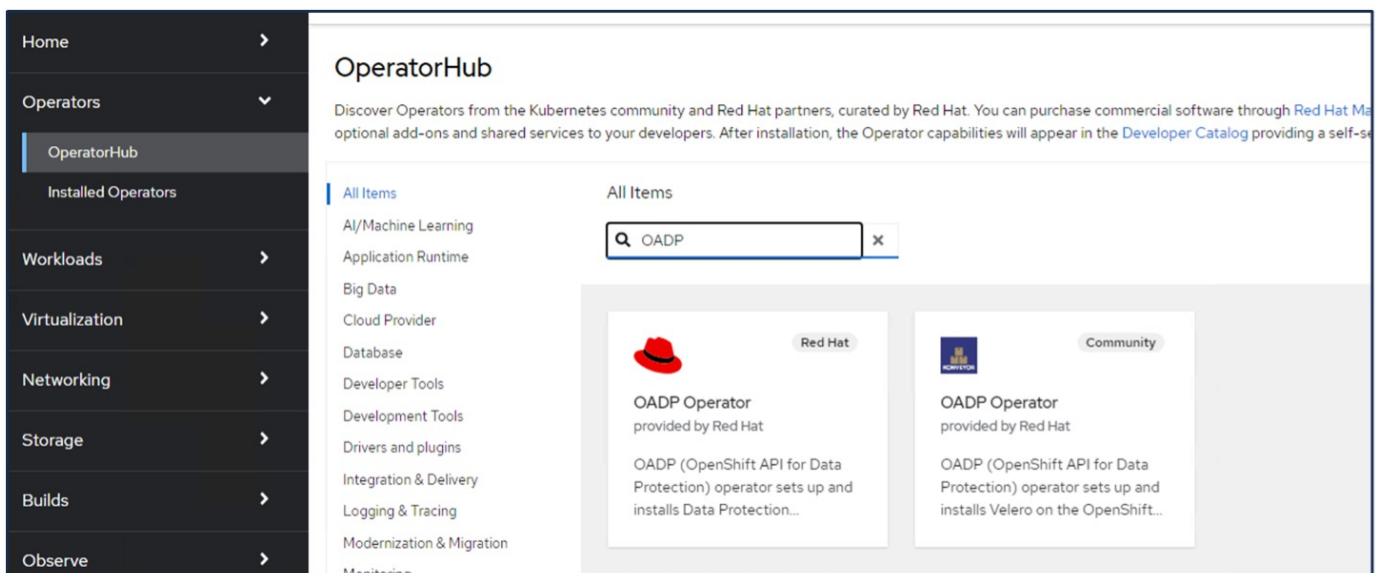 Home
Operators
OperatorHub
Installed Operators
Workloads
Virtualization
Networking
Storage
Builds
Observe
OperatorHub
Discover Operators from the Kubernetes community and Red Hat partners, curated by Red Hat. You can purchase commercial software through Red Hat Ma
optional add-ons and shared services to your developers. After installation, the Operator capabilities will appear in the Developer Catalog providing a self-se
All Items
AI/Machine Learning
Application Runtime
Big Data
Cloud Provider
Database
Developer Tools
Development Tools
Drivers and plugins
Integration & Delivery
Logging & Tracing
Modernization & Migration
Monitoring
All Items
OADP
Red Hat
OADP Operator
provided by Red Hat
OADP (OpenShift API for Data
Protection) operator sets up and
installs Data Protection...
Community
KONVEYOR
OADP Operator
provided by Red Hat
OADP (OpenShift API for Data
Protection) operator sets up and
installs Velero on the OpenShift...